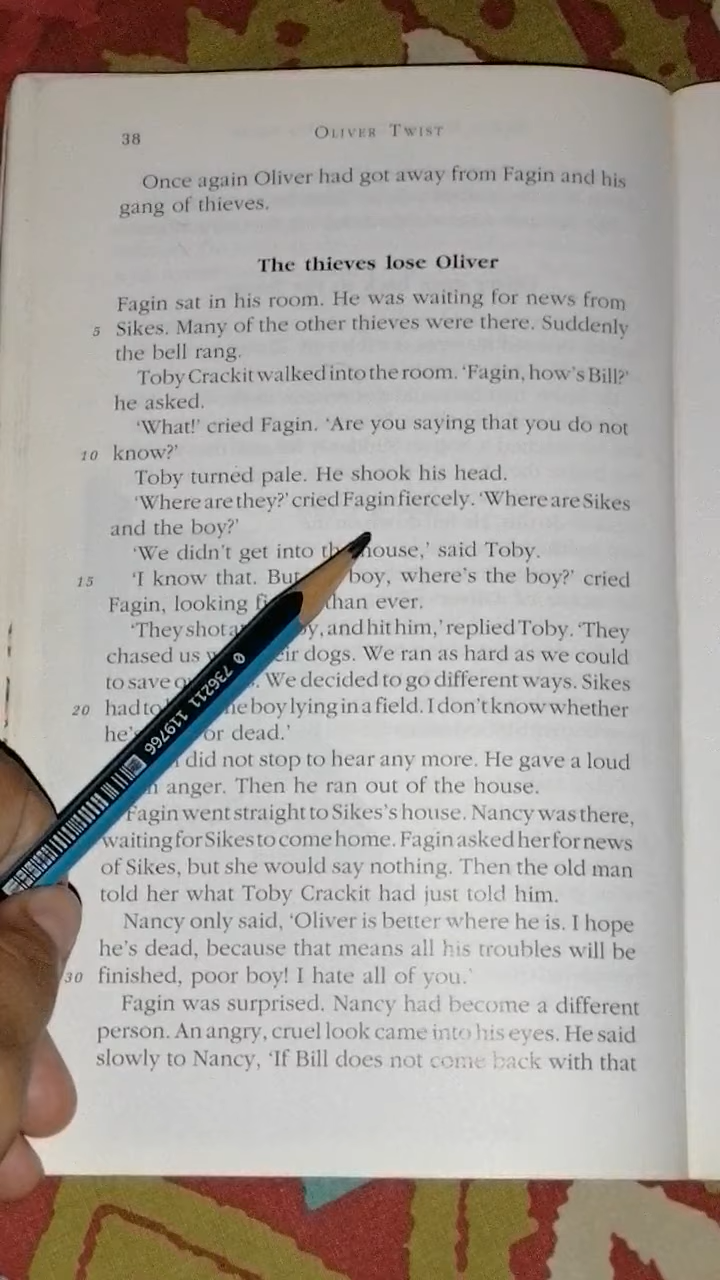 38
OLIVER TWIST
Once again Oliver had got away from Fagin and his
gang of thieves.
The thieves lose Oliver
Fagin sat in his room. He was waiting for news from
5 Sikes. Many of the other thieves were there. Suddenly
the bell rang.
Toby Crackit walked into the room. ‘Fagin, how's Bill?’
he asked.
‘What!’ cried Fagin. ‘Are you saying that you do not
10 know?’
Toby turned pale. He shook his head.
‘Where are they?’ cried Fagin fiercely. ‘Where are Sikes
and the boy?’
‘We didn't get into the house,’ said Toby.
15 ‘I know that. But boy, where's the boy?’ cried
Fagin, looking than ever.
‘They shot and hit him,’ replied Toby. ‘They
chased us dogs. We ran as hard as we could
to save We decided to go different ways. Sikes
20 had boy lying in a field. I don't know whether
he's or dead.’
did not stop to hear any more. He gave a loud
anger. Then he ran out of the house.
Fagin went straight to Sikes's house. Nancy was there,
waiting for Sikes to come home. Fagin asked her for news
of Sikes, but she would say nothing. Then the old man
told her what Toby Crackit had just told him.
Nancy only said, ‘Oliver is better where he is. I hope
he's dead, because that means all his troubles will be
30 finished, poor boy! I hate all of you.’
Fagin was surprised. Nancy had become a different
person. An angry, cruel look came into his eyes. He said
slowly to Nancy, ‘If Bill does not come back with that
0 736211 119766